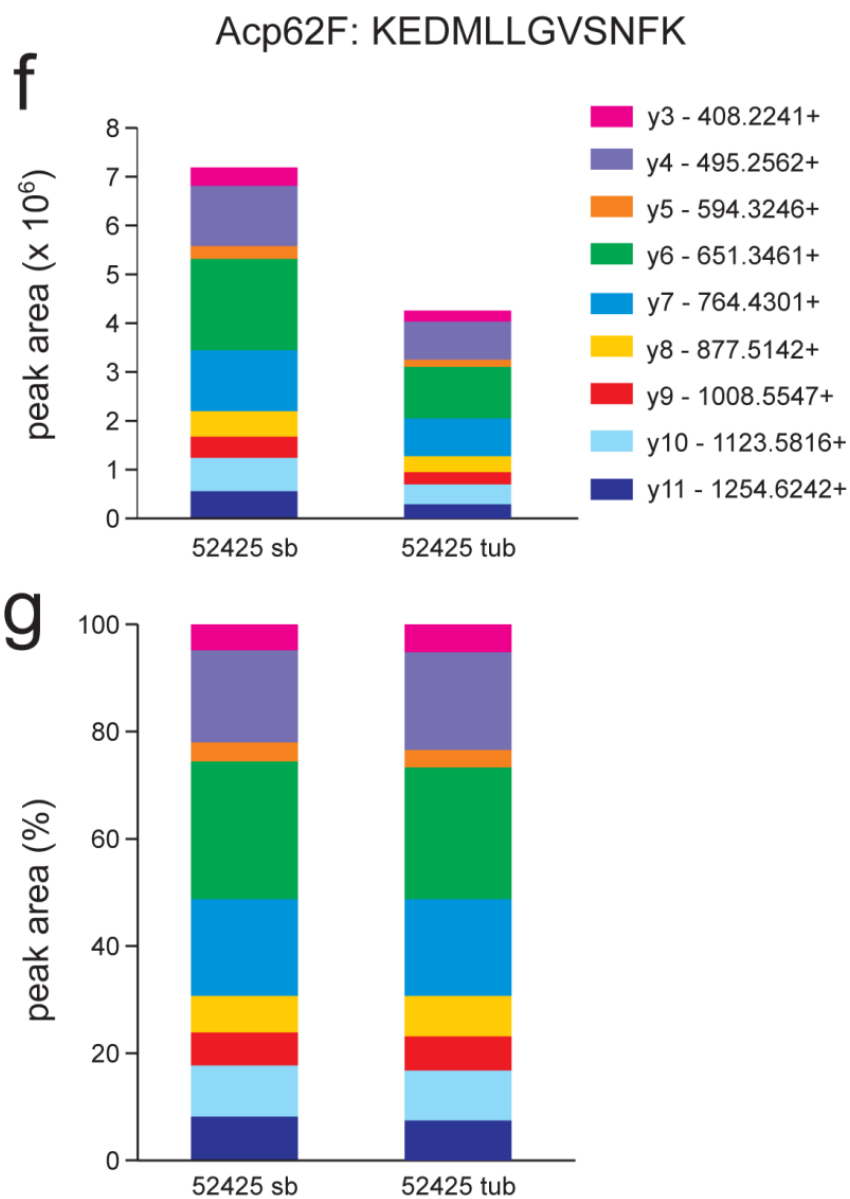 Acp62F: KEDMLLGVSNFK
f
peak area (x 10⁶)
8
7
6
5
4
3
2
1
0
52425 sb
52425 tub
y3 - 408.2241+
y4 - 495.2562+
y5 - 594.3246+
y6 - 651.3461+
y7 - 764.4301+
y8 - 877.5142+
y9 - 1008.5547+
y10 - 1123.5816+
y11 - 1254.6242+
g
peak area (%)
100
80
60
40
20
0
52425 sb
52425 tub